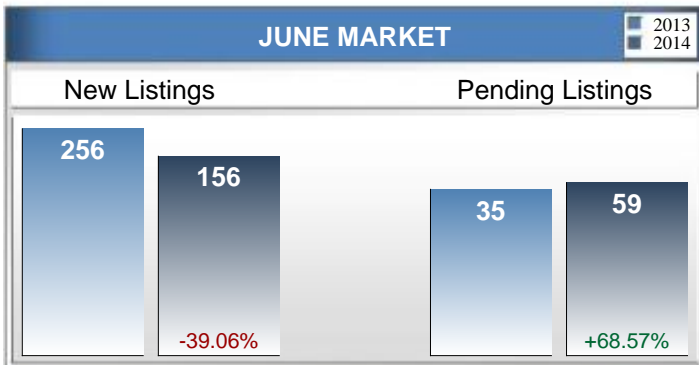 JUNE MARKET
2013
2014
New Listings
Pending Listings
256
156
-39.06%
35
59
+68.57%